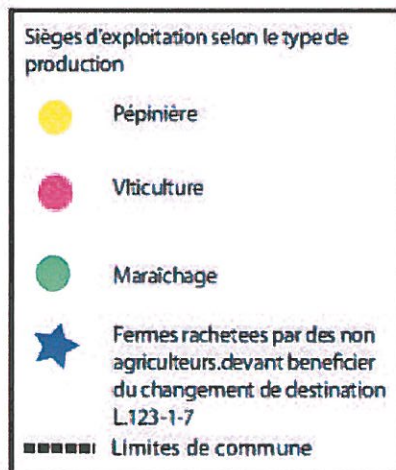 Sièges d'exploitation selon le type de
production
Pépinière
Viticulture
Maraîchage
Fermes rachetees par des non
agriculteurs.devant beneficier
du changement de destination
L.123-1-7
Limites de commune